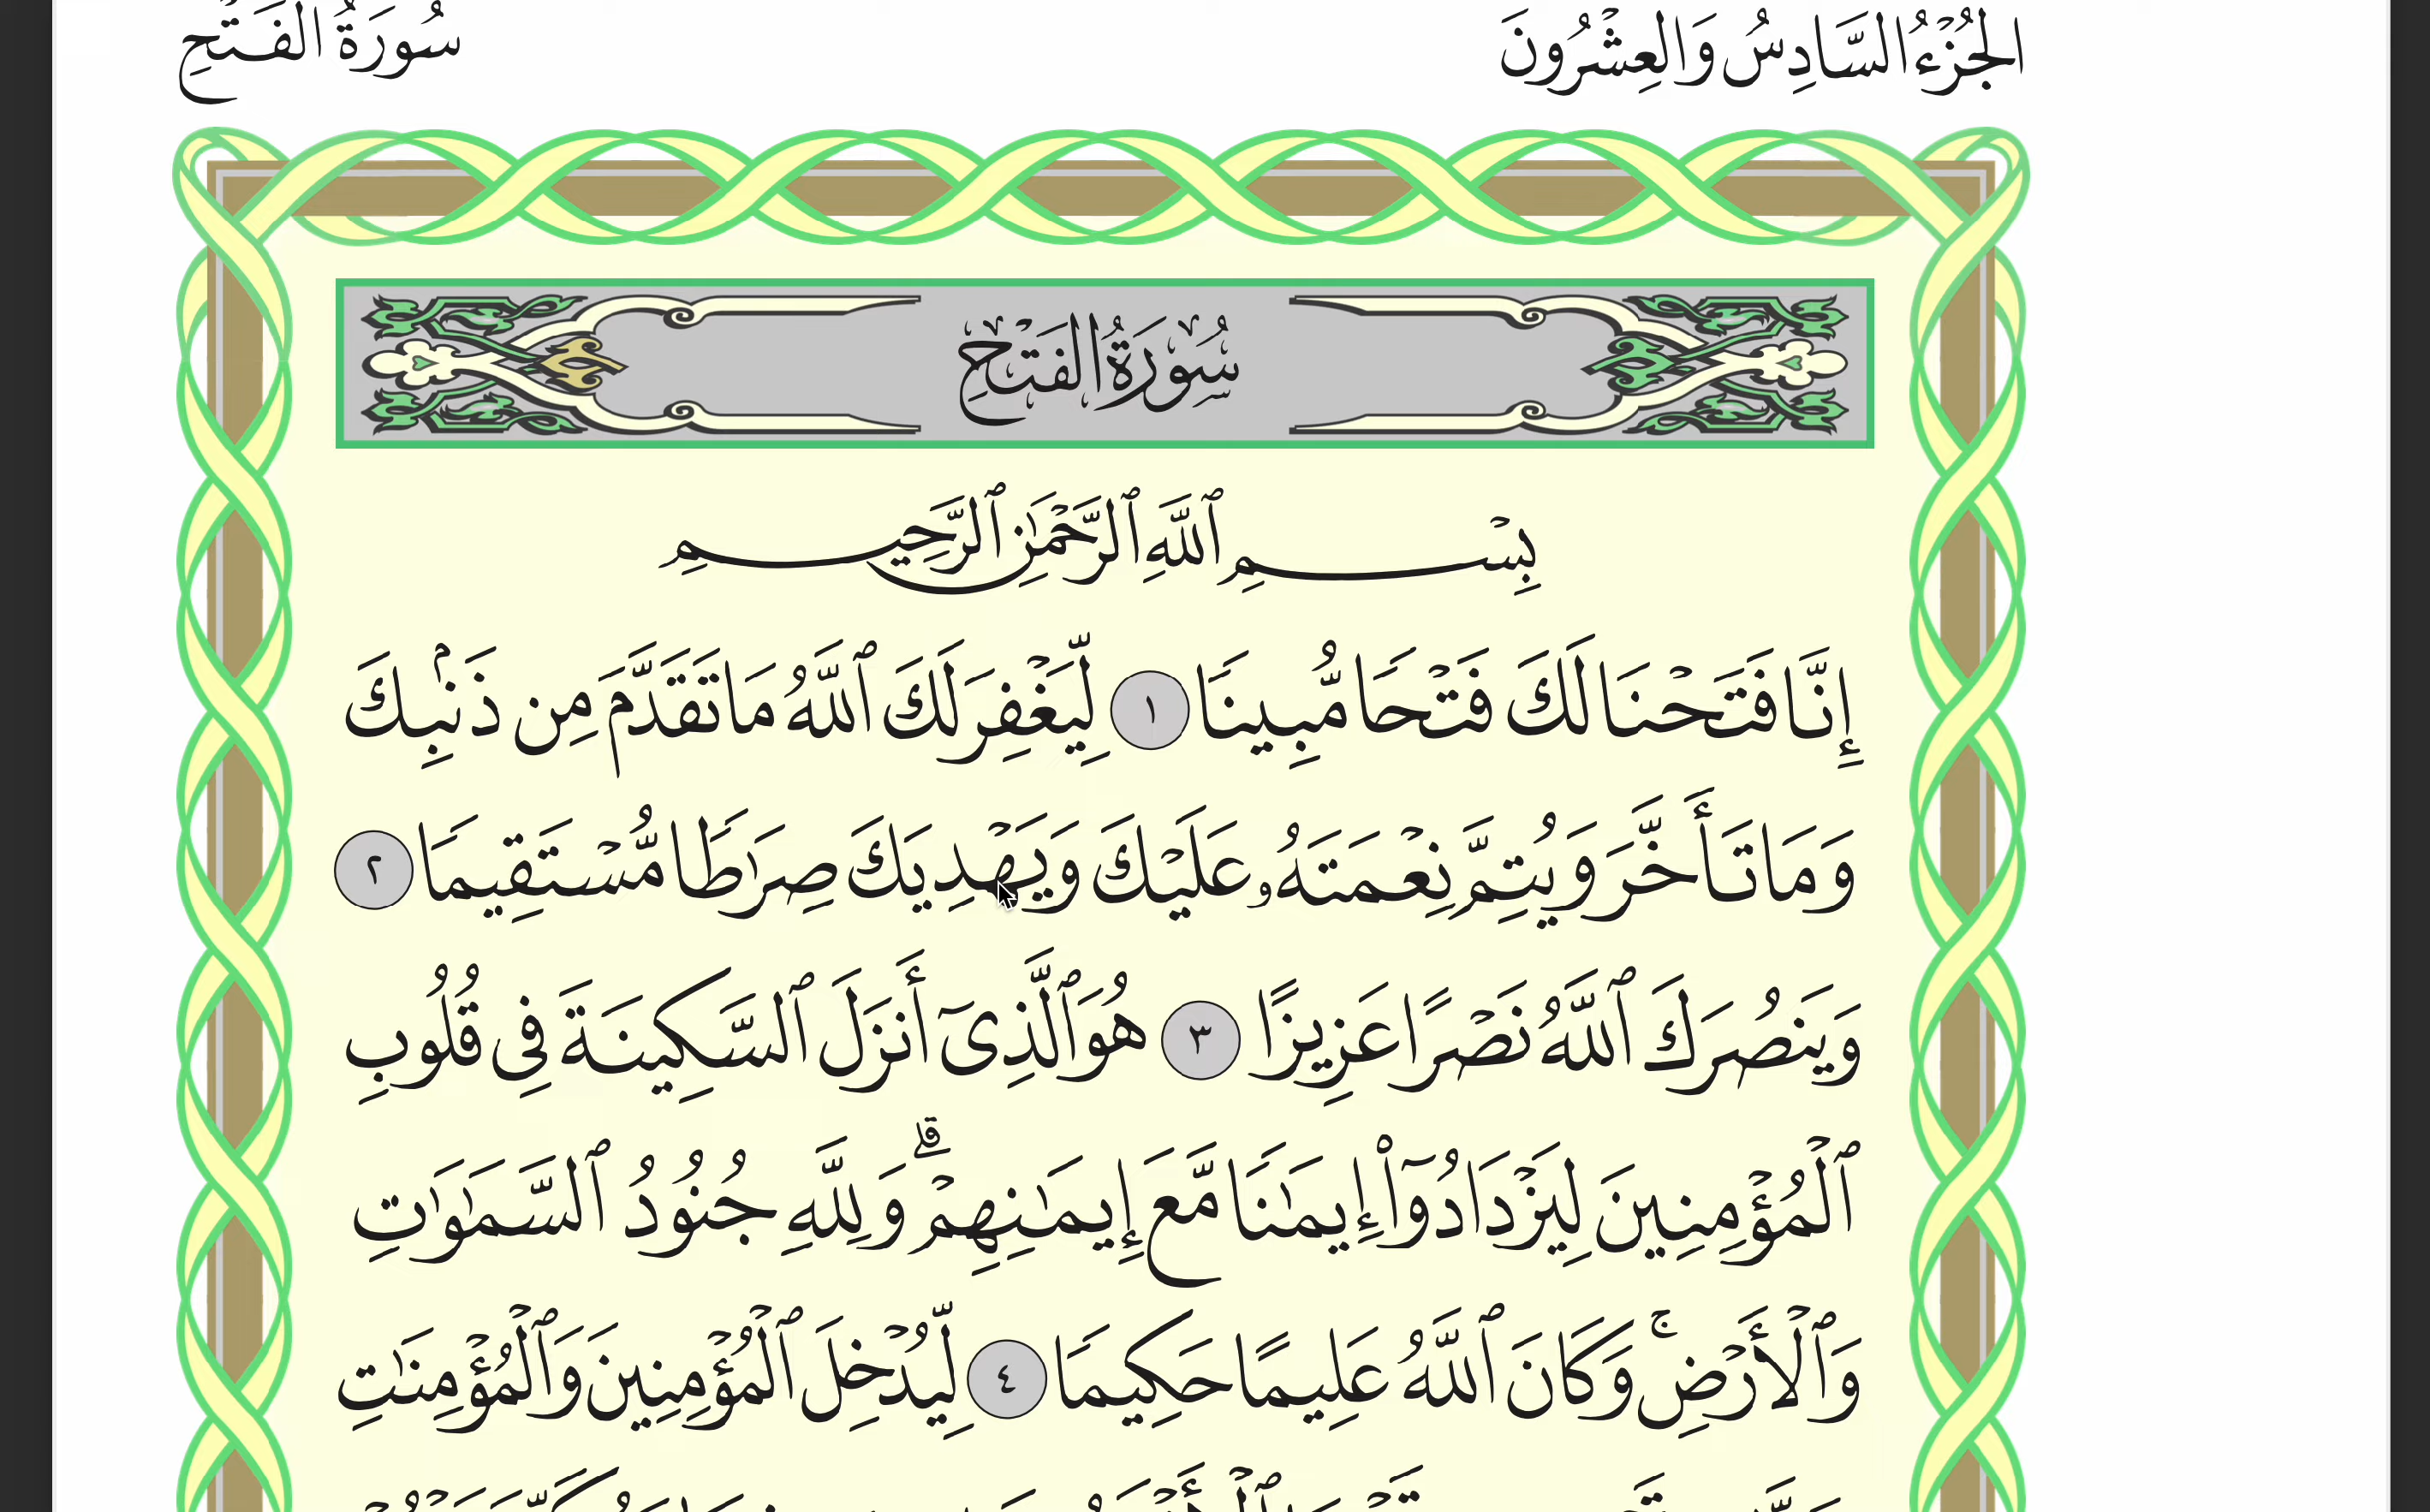 الجُزْءُ السَّادِسُ وَالعِشْرُونَ
سُورَةُ الفَتْحِ
سُورَةُ الفَتْحِ
بِسْمِ ٱللَّهِ ٱلرَّحْمَٰنِ ٱلرَّحِيمِ
إِنَّا فَتَحْنَا لَكَ فَتْحًا مُّبِينًا ١ لِّيَغْفِرَ لَكَ ٱللَّهُ مَا تَقَدَّمَ مِن ذَنۢبِكَ
وَمَا تَأَخَّرَ وَيُتِمَّ نِعْمَتَهُۥ عَلَيْكَ وَيَهْدِيَكَ صِرَٰطًا مُّسْتَقِيمًا ٢
وَيَنصُرَكَ ٱللَّهُ نَصْرًا عَزِيزًا ٣ هُوَ ٱلَّذِىٓ أَنزَلَ ٱلسَّكِينَةَ فِى قُلُوبِ
ٱلْمُؤْمِنِينَ لِيَزْدَادُوٓا۟ إِيمَٰنًا مَّعَ إِيمَٰنِهِمْ ۗ وَلِلَّهِ جُنُودُ ٱلسَّمَٰوَٰتِ
وَٱلْأَرْضِ ۚ وَكَانَ ٱللَّهُ عَلِيمًا حَكِيمًا ٤ لِّيُدْخِلَ ٱلْمُؤْمِنِينَ وَٱلْمُؤْمِنَٰتِ